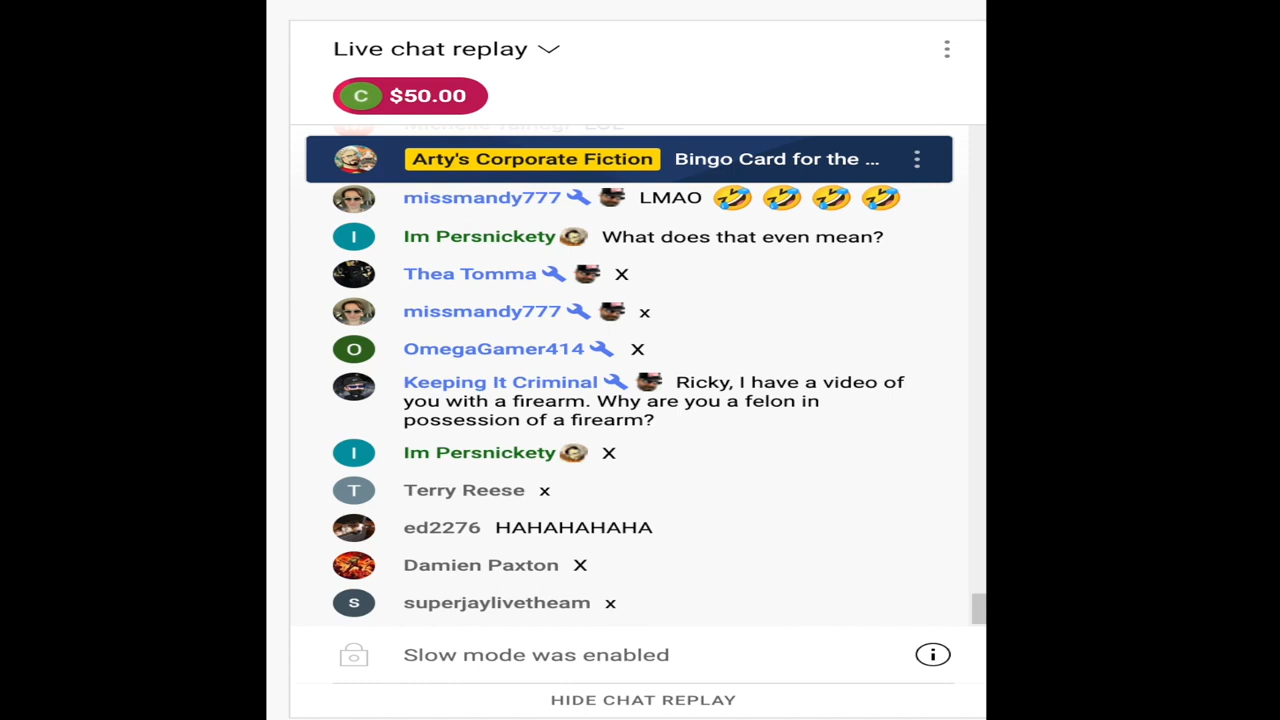 Live chat replay
C $50.00
Arty's Corporate Fiction Bingo Card for the ...
missmandy777 LMAO 🤣 🤣 🤣 🤣
I Im Persnickety What does that even mean?
Thea Tomma X
missmandy777 x
O OmegaGamer414 X
Keeping It Criminal Ricky, I have a video of
you with a firearm. Why are you a felon in
possession of a firearm?
I Im Persnickety X
T Terry Reese x
ed2276 HAHAHAHAHA
Damien Paxton X
S superjaylivetheam x
Slow mode was enabled
HIDE CHAT REPLAY